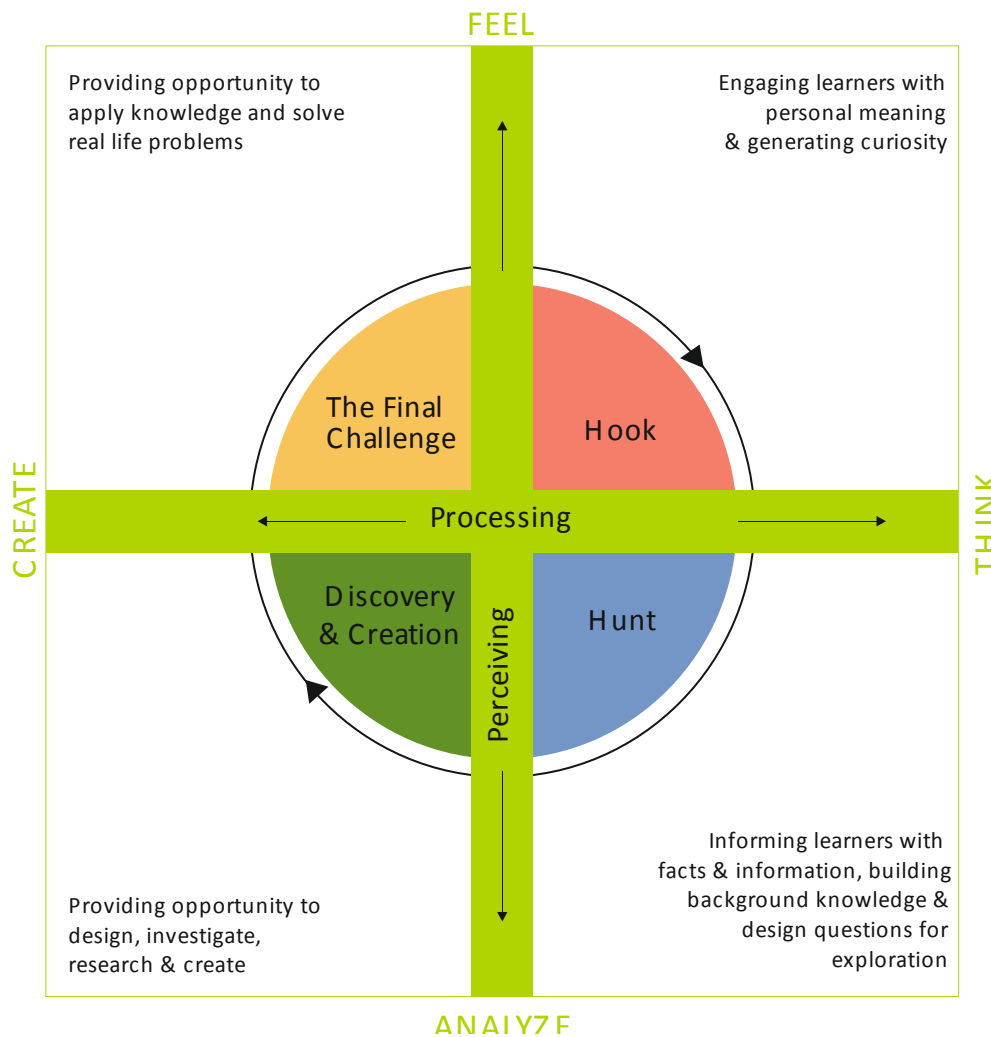 FEEL
Providing opportunity to
apply knowledge and solve
real life problems
Engaging learners with
personal meaning
& generating curiosity
The Final
Challenge
Hook
CREATE
Processing
THINK
Discovery
& Creation
Hunt
Perceiving
Providing opportunity to
design, investigate,
research & create
Informing learners with
facts & information, building
background knowledge &
design questions for
exploration
ANALYZE